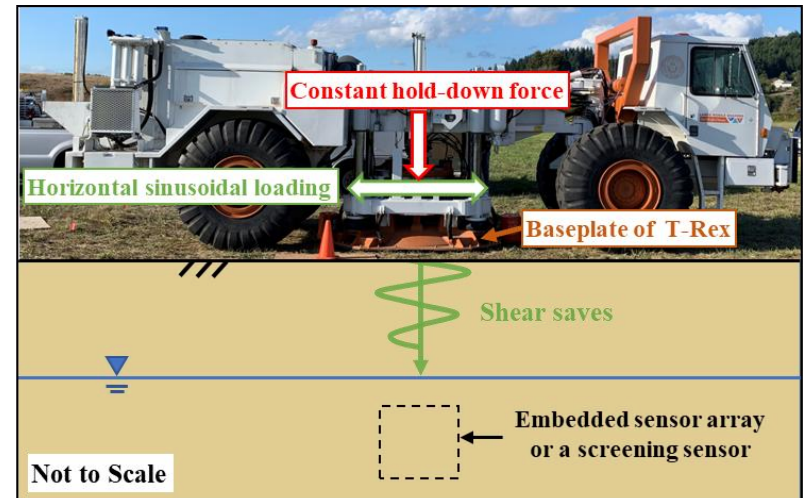 Constant hold-down force
Horizontal sinusoidal loading
Baseplate of T-Rex
Shear saves
Embedded sensor array
or a screening sensor
Not to Scale